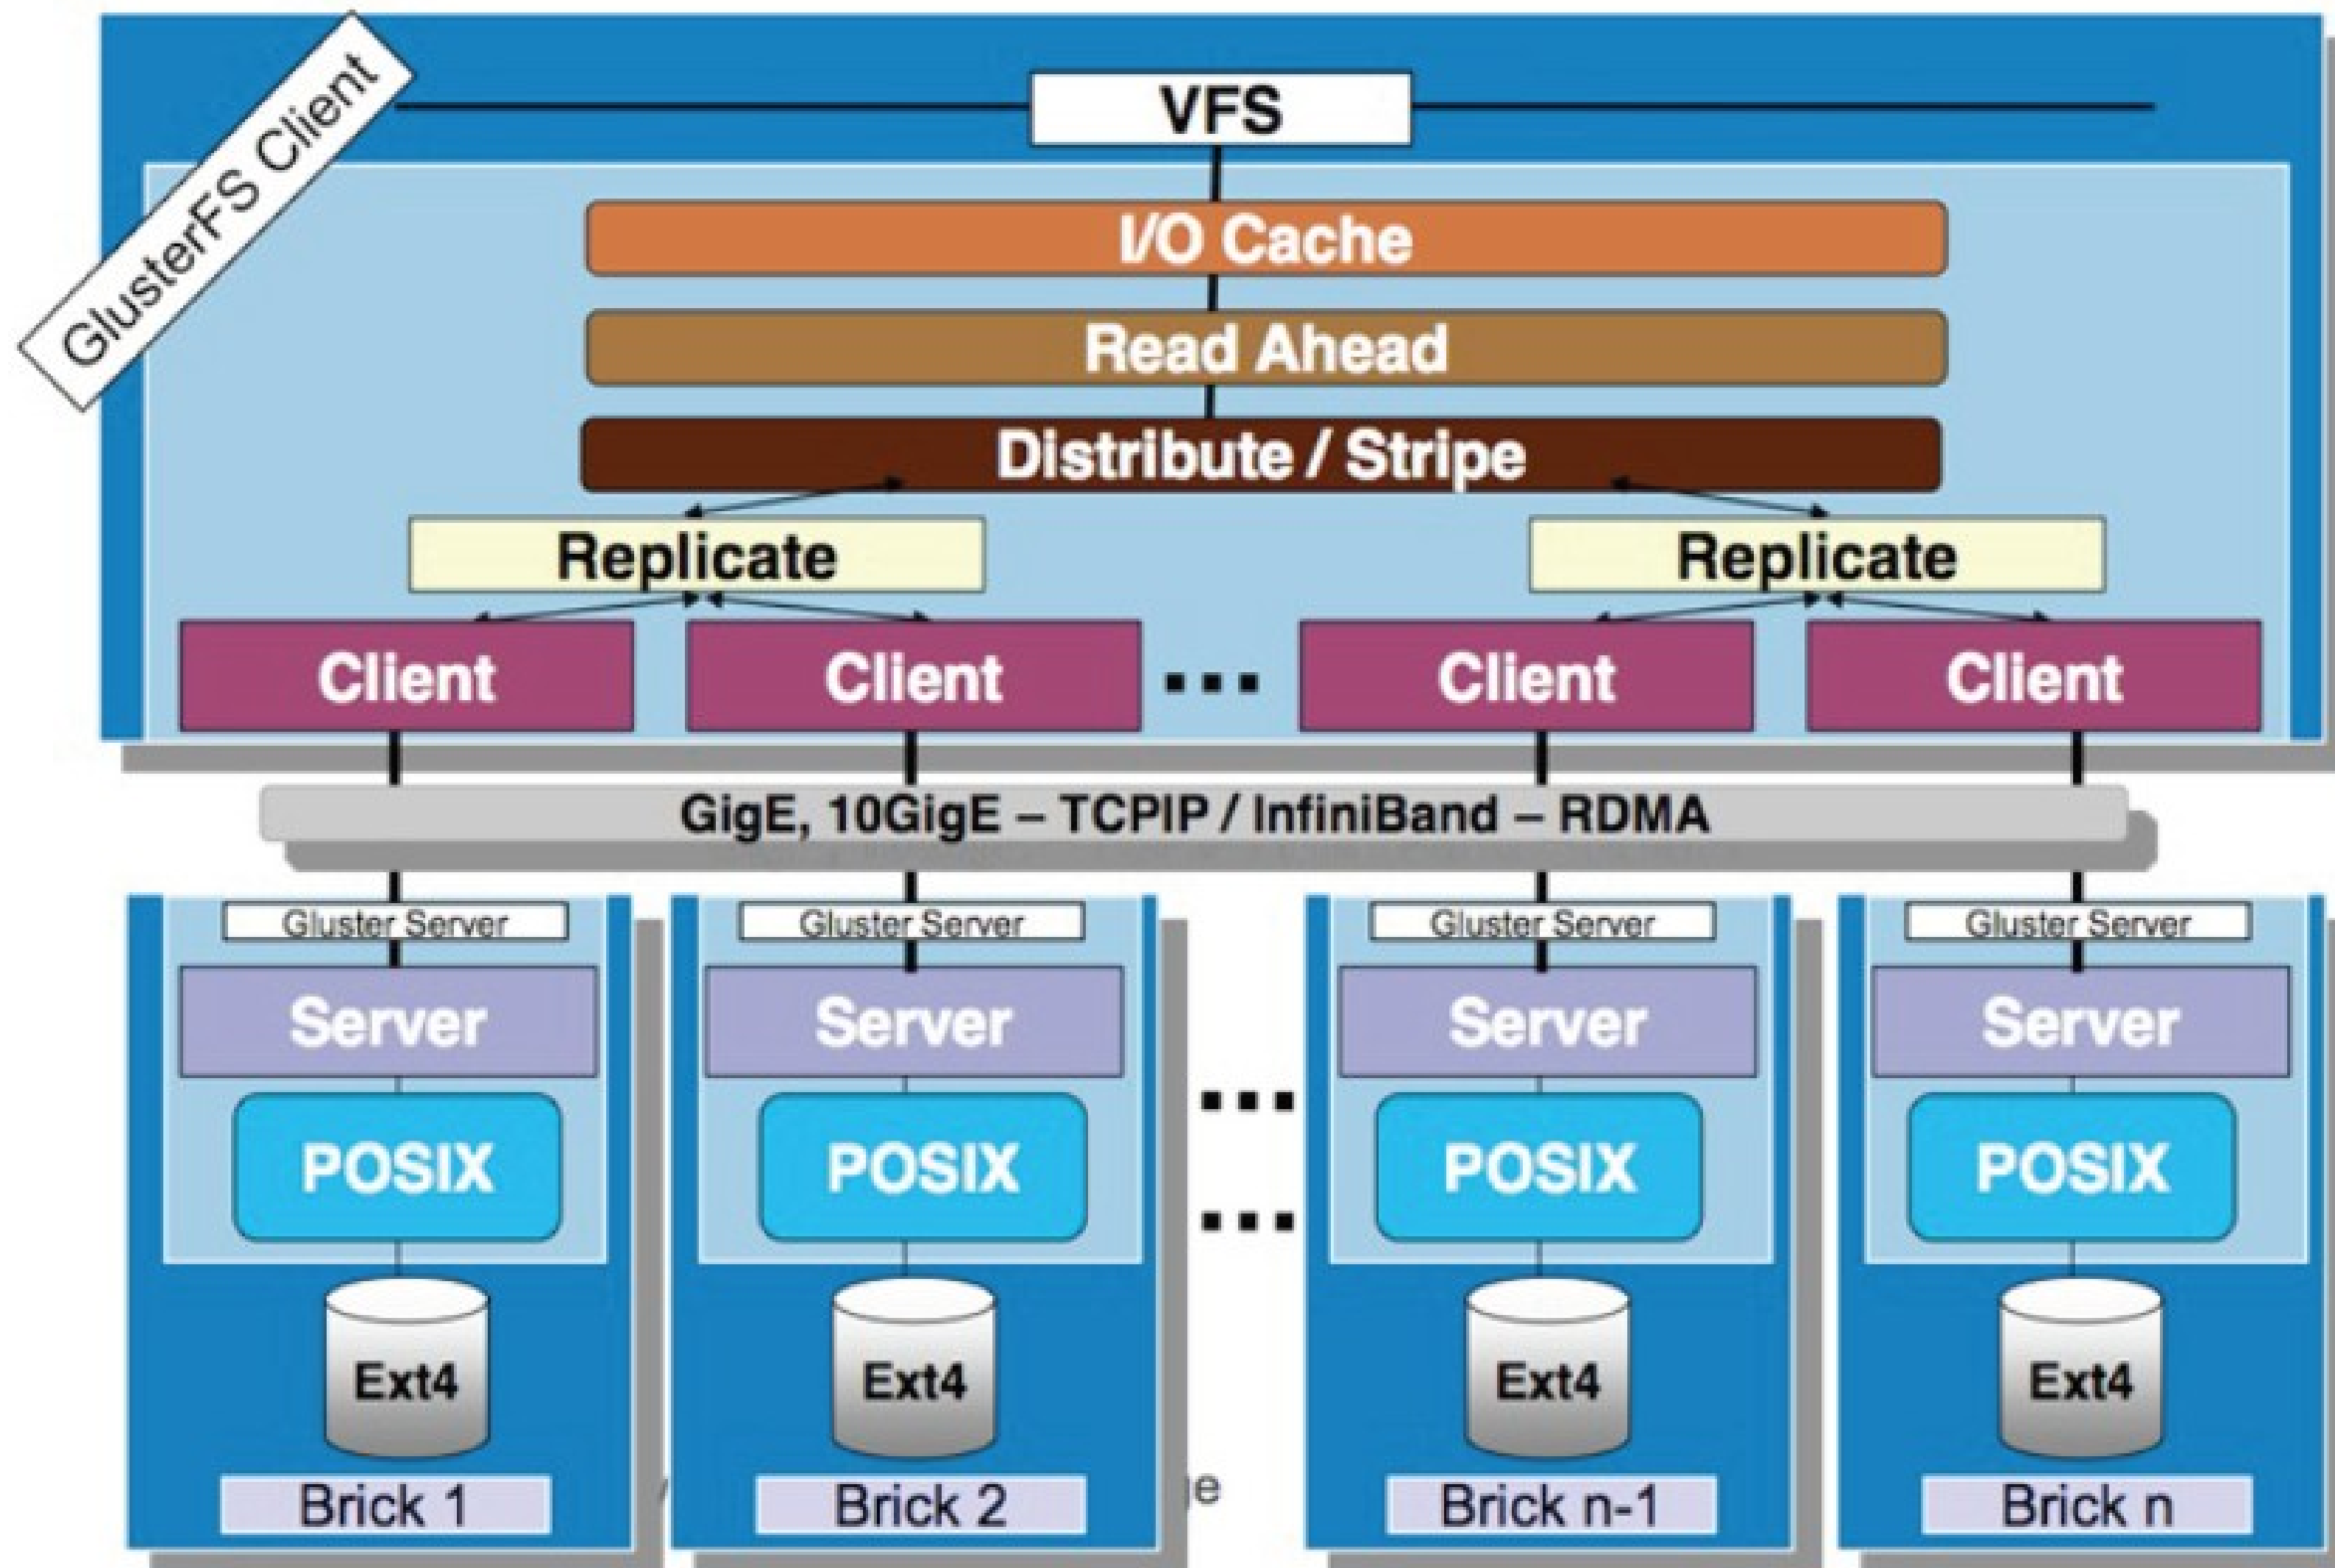 GlusterFS Client
VFS
I/O Cache
Read Ahead
Distribute / Stripe
Replicate
Replicate
Client
Client
...
Client
Client
GigE, 10GigE – TCPIP / InfiniBand – RDMA
Gluster Server
Gluster Server
Gluster Server
Gluster Server
Server
Server
Server
Server
...
POSIX
POSIX
POSIX
POSIX
...
Ext4
Ext4
Ext4
Ext4
Brick 1
Brick 2
Brick n-1
Brick n